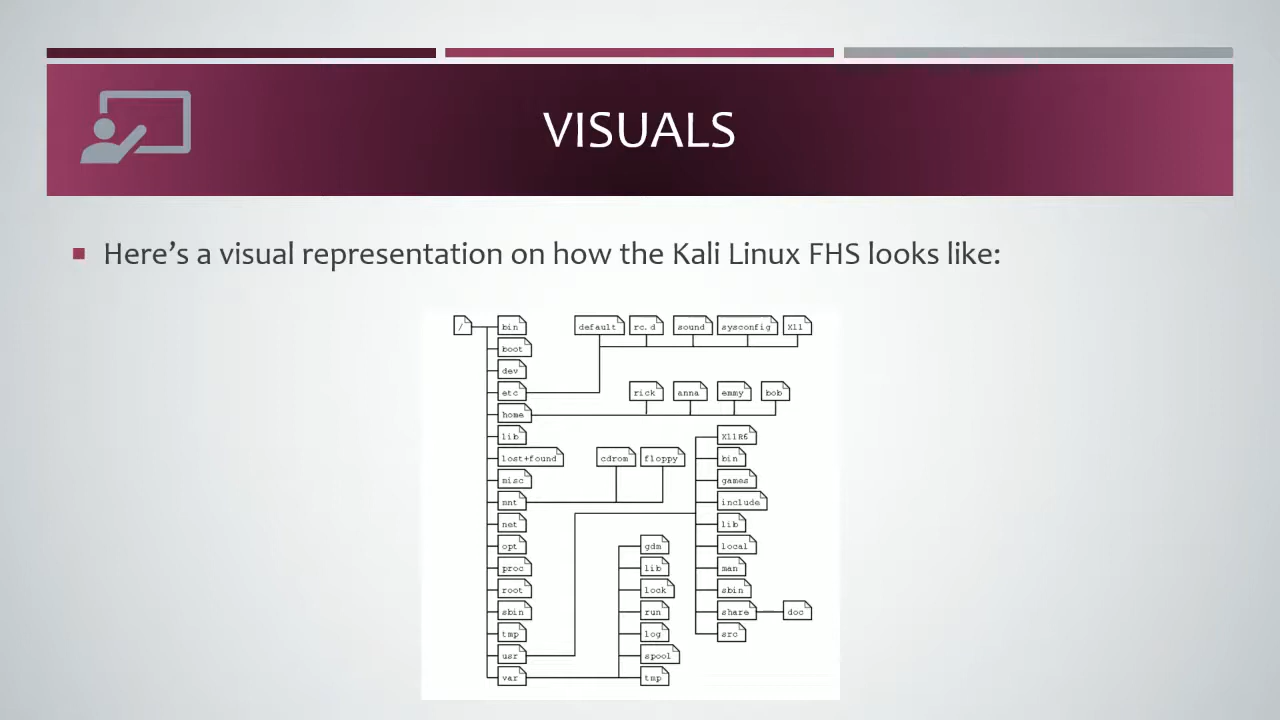 VISUALS
Here's a visual representation on how the Kali Linux FHS looks like:
/ bin default rc.d sound sysconfig X11
boot
dev
etc rick anna emmy bob
home
lib X11R6
lost+found cdrom floppy bin
misc games
mnt include
net lib
opt gdm local
proc lib man
root lock sbin
sbin run share doc
tmp log src
usr spool
var tmp